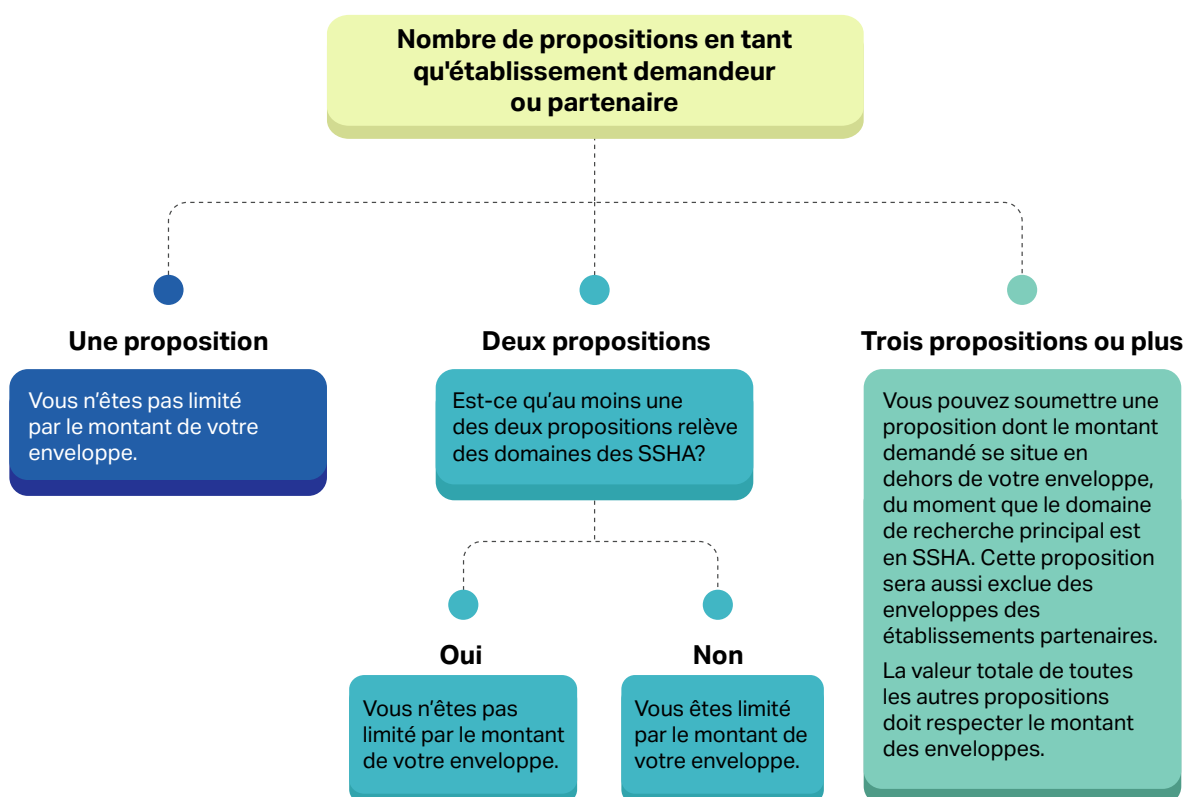 Nombre de propositions en tant
qu'établissement demandeur
ou partenaire
Une proposition
Vous n’êtes pas limité
par le montant de votre
enveloppe.
Deux propositions
Est-ce qu’au moins une
des deux propositions relève
des domaines des SSHA?
Oui
Vous n’êtes pas
limité par le montant
de votre enveloppe.
Non
Vous êtes limité
par le montant de
votre enveloppe.
Trois propositions ou plus
Vous pouvez soumettre une
proposition dont le montant
demandé se situe en
dehors de votre enveloppe,
du moment que le domaine
de recherche principal est
en SSHA. Cette proposition
sera aussi exclue des
enveloppes des
établissements partenaires.
La valeur totale de toutes
les autres propositions
doit respecter le montant
des enveloppes.